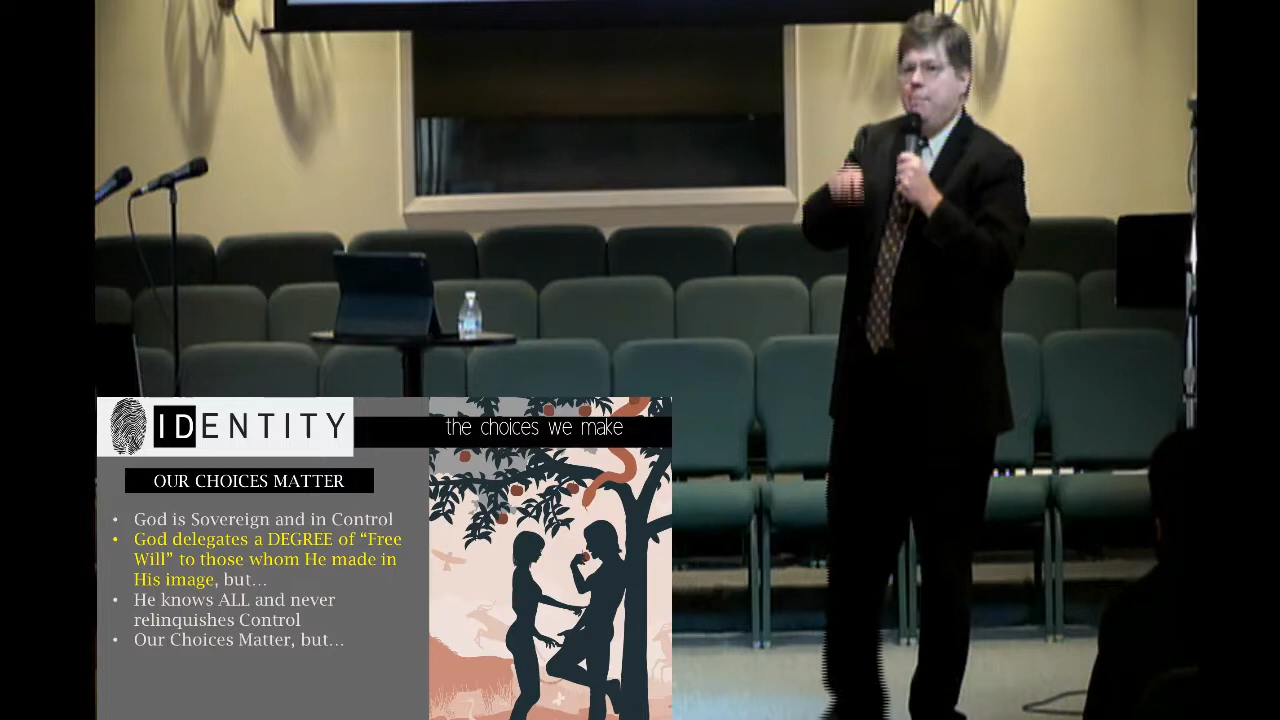 IDENTITY
the choices we make
OUR CHOICES MATTER
• God is Sovereign and in Control
• God delegates a DEGREE of “Free
Will” to those whom He made in
His image, but...
• He knows ALL and never
relinquishes Control
• Our Choices Matter, but...